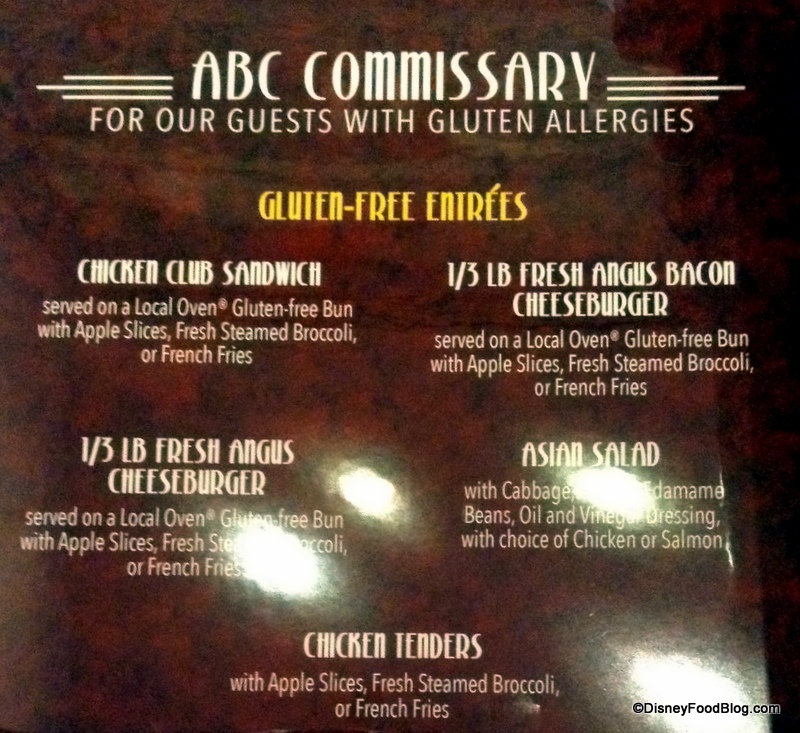 ABC COMMISSARY
FOR OUR GUESTS WITH GLUTEN ALLERGIES
GLUTEN-FREE ENTRÉES
CHICKEN CLUB SANDWICH
served on a Local Oven® Gluten-free Bun
with Apple Slices, Fresh Steamed Broccoli,
or French Fries
1/3 LB FRESH ANGUS BACON
CHEESEBURGER
served on a Local Oven® Gluten-free Bun
with Apple Slices, Fresh Steamed Broccoli,
or French Fries
1/3 LB FRESH ANGUS
CHEESEBURGER
served on a Local Oven® Gluten-free Bun
with Apple Slices, Fresh Steamed Broccoli,
or French Fries
ASIAN SALAD
with Cabbage, Edamame
Beans, Oil and Vinegar Dressing,
with choice of Chicken or Salmon
CHICKEN TENDERS
with Apple Slices, Fresh Steamed Broccoli,
or French Fries
©DisneyFoodBlog.com